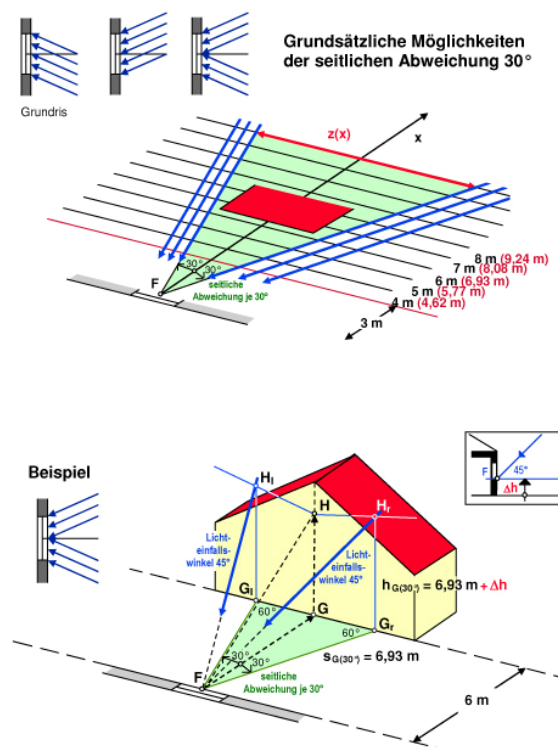 Grundsätzliche Möglichkeiten
der seitlichen Abweichung 30°
Grundris
z(x)
x
30°
30°
F
seitliche
Abweichung je 30°
8 m (9,24 m)
7 m (8,08 m)
6 m (6,93 m)
5 m (5,77 m)
4 m (4,62 m)
3 m
Beispiel
F
45°
Δh
Hl
H
Hr
Licht-
einfalls-
winkel 45°
Licht-
einfalls-
winkel 45°
hG(30°) = 6,93 m + Δh
Gl
60°
G
60°
Gr
30°
30°
sG(30°) = 6,93 m
F
seitliche
Abweichung je 30°
6 m